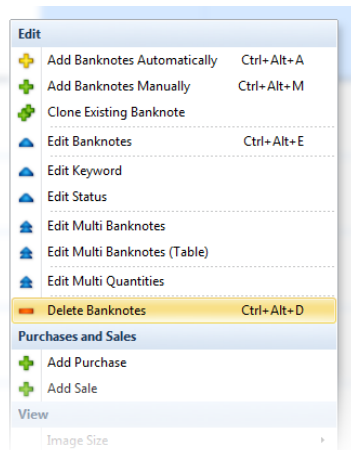 Edit
Add Banknotes Automatically Ctrl+Alt+A
Add Banknotes Manually Ctrl+Alt+M
Clone Existing Banknote
Edit Banknotes Ctrl+Alt+E
Edit Keyword
Edit Status
Edit Multi Banknotes
Edit Multi Banknotes (Table)
Edit Multi Quantities
Delete Banknotes Ctrl+Alt+D
Purchases and Sales
Add Purchase
Add Sale
View
Image Size